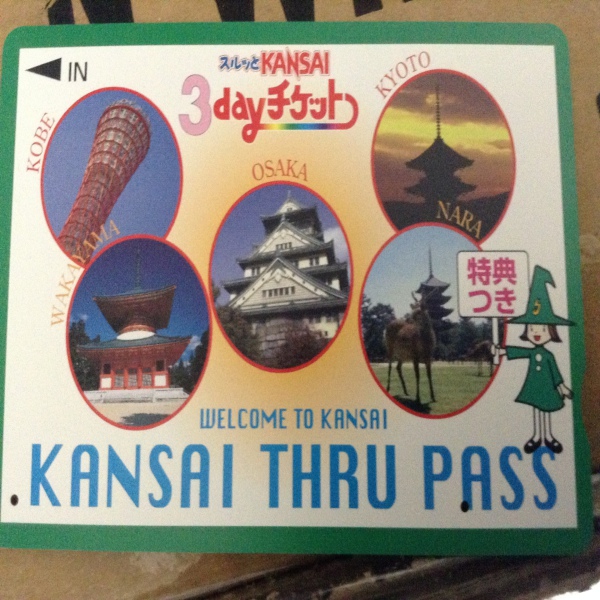 IN
スルッとKANSAI
3dayチケット
KOBE
KYOTO
OSAKA
WAKAYAMA
NARA
特典
つき
WELCOME TO KANSAI
KANSAI THRU PASS